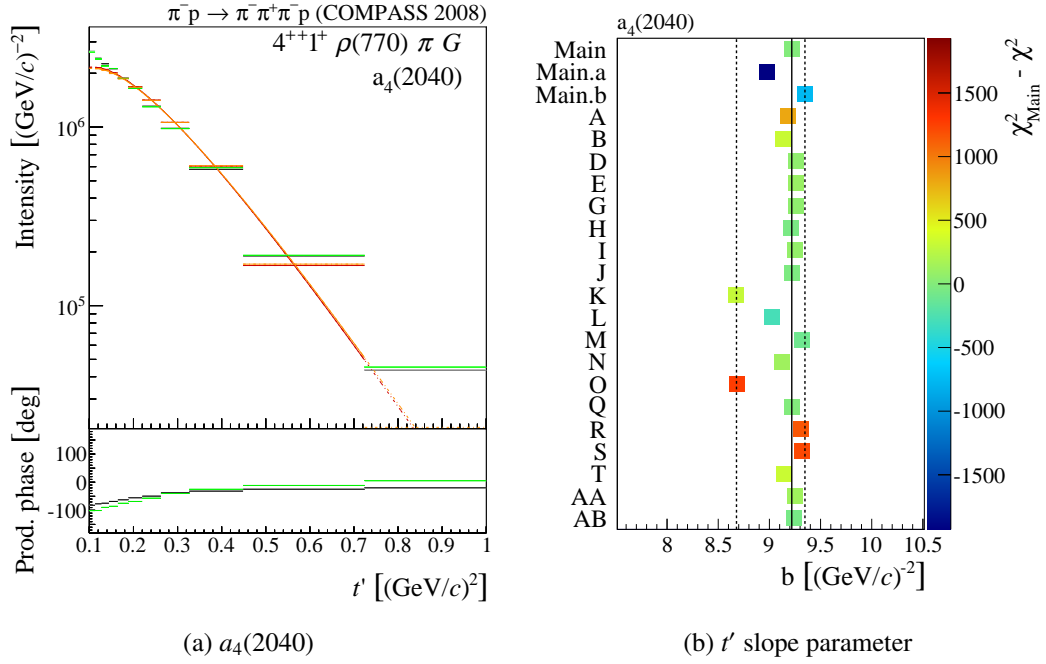 π⁻p → π⁻π⁺π⁻p (COMPASS 2008)
4⁺⁺1⁺ ρ(770) π G
a₄(2040)
Intensity [(GeV/c)⁻²]
10⁶
10⁵
Prod. phase [deg]
100
0
-100
0.1 0.2 0.3 0.4 0.5 0.6 0.7 0.8 0.9 1
t' [(GeV/c)²]
(a) a₄(2040)
a₄(2040)
Main
Main.a
Main.b
A
B
D
E
G
H
I
J
K
L
M
N
O
Q
R
S
T
AA
AB
8 8.5 9 9.5 10 10.5
b [(GeV/c)⁻²]
1500
1000
500
0
-500
-1000
-1500
χ²Main - χ²
(b) t′ slope parameter